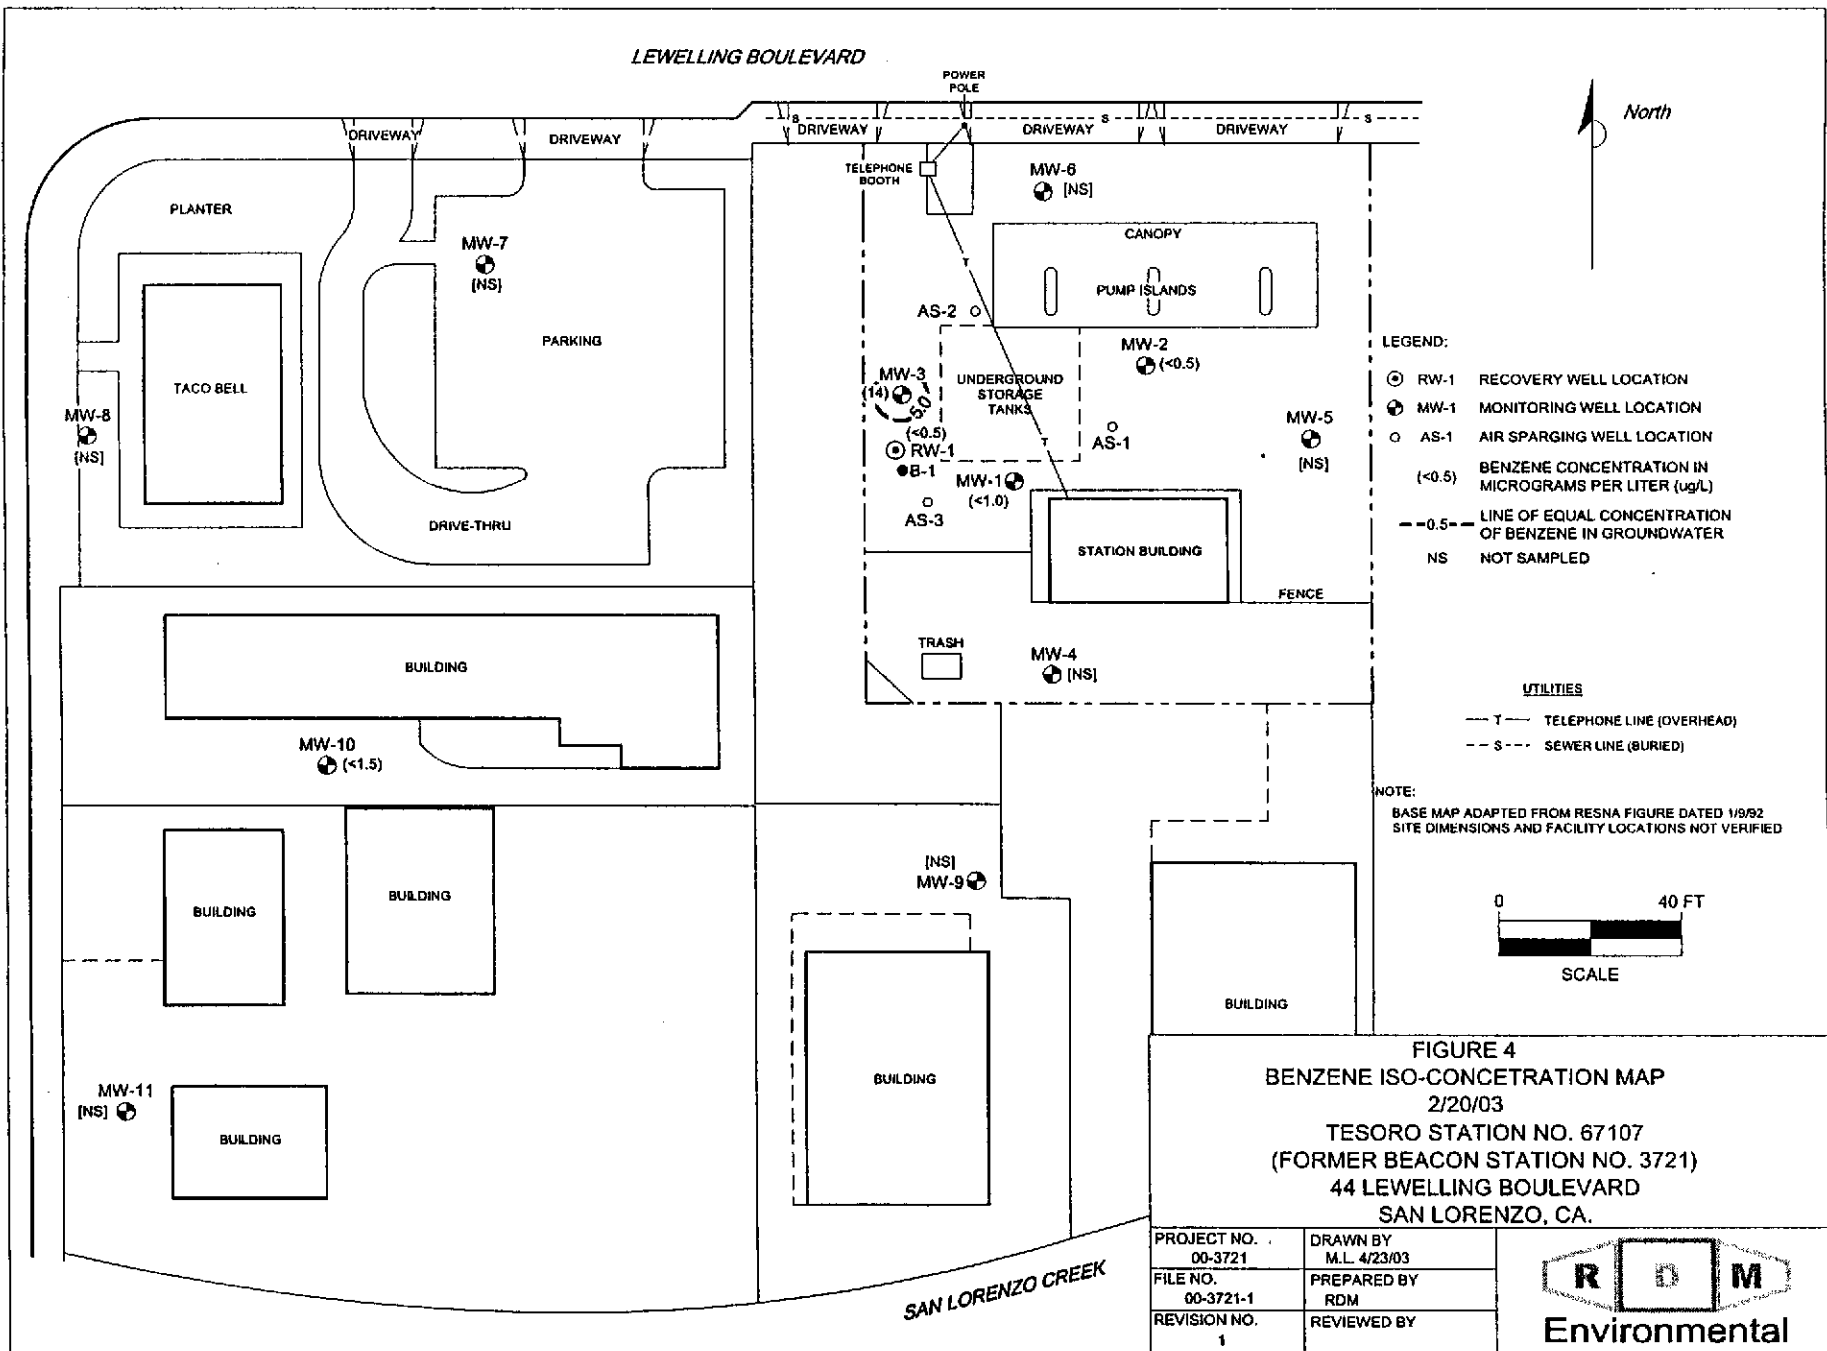 LEWELLING BOULEVARD
POWER
POLE
North
S
S
S
DRIVEWAY
DRIVEWAY
DRIVEWAY
DRIVEWAY
DRIVEWAY
TELEPHONE
BOOTH
MW-6
[NS]
PLANTER
CANOPY
MW-7
[NS]
T
PUMP ISLANDS
AS-2
PARKING
MW-2
(<0.5)
TACO BELL
MW-3
(14)
5.0
UNDERGROUND
STORAGE
TANKS
(<0.5)
RW-1
B-1
T
AS-1
MW-5
[NS]
MW-8
[NS]
MW-1
(<1.0)
AS-3
DRIVE-THRU
STATION BUILDING
FENCE
LEGEND:
RW-1 RECOVERY WELL LOCATION
MW-1 MONITORING WELL LOCATION
AS-1 AIR SPARGING WELL LOCATION
(<0.5) BENZENE CONCENTRATION IN
MICROGRAMS PER LITER (ug/L)
0.5 LINE OF EQUAL CONCENTRATION
OF BENZENE IN GROUNDWATER
NS NOT SAMPLED
TRASH
MW-4
[NS]
BUILDING
UTILITIES
T TELEPHONE LINE (OVERHEAD)
S SEWER LINE (BURIED)
MW-10
(<1.5)
NOTE:
BASE MAP ADAPTED FROM RESNA FIGURE DATED 1/9/92
SITE DIMENSIONS AND FACILITY LOCATIONS NOT VERIFIED
[NS]
MW-9
BUILDING
BUILDING
0 40 FT
SCALE
BUILDING
BUILDING
MW-11
[NS]
BUILDING
SAN LORENZO CREEK
FIGURE 4
BENZENE ISO-CONCETRATION MAP
2/20/03
TESORO STATION NO. 67107
(FORMER BEACON STATION NO. 3721)
44 LEWELLING BOULEVARD
SAN LORENZO, CA.
PROJECT NO.
00-3721
DRAWN BY
M.L. 4/23/03
FILE NO.
00-3721-1
PREPARED BY
RDM
REVISION NO.
1
REVIEWED BY
R D M
Environmental